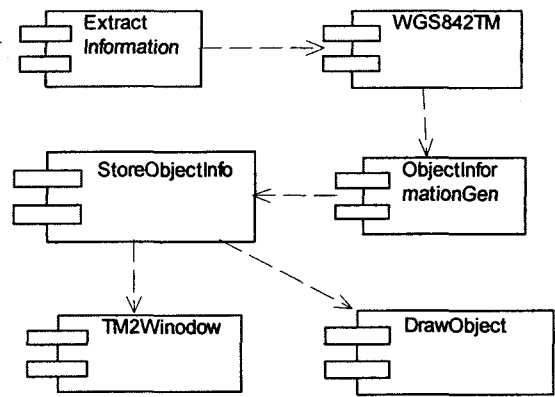 Extract
Information
WGS842TM
StoreObjectInfo
ObjectInfor
mationGen
TM2Winodow
DrawObject